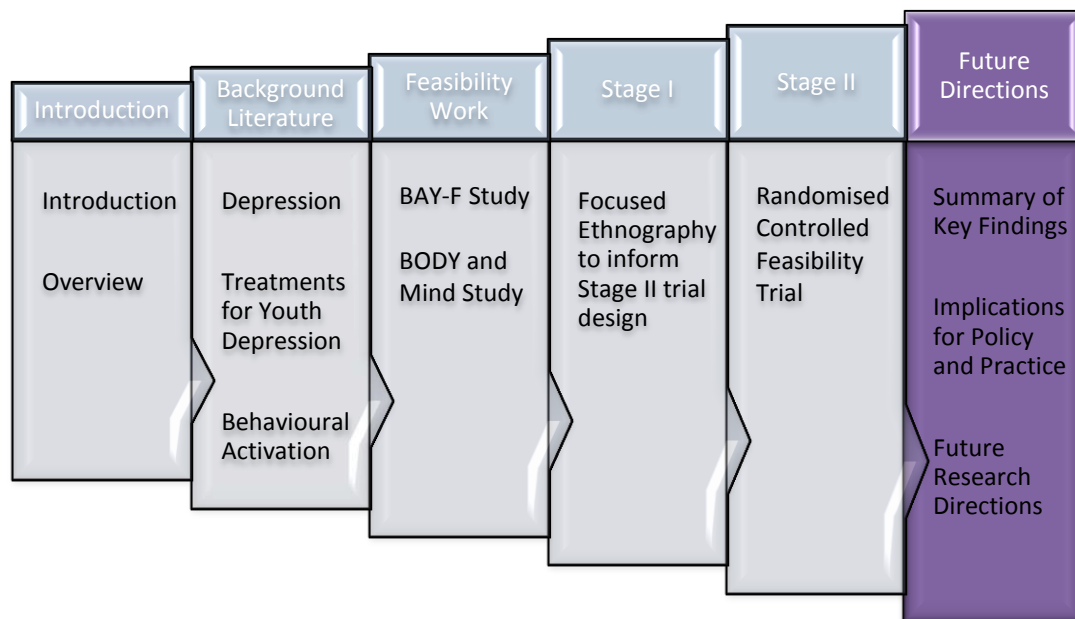 Introduction
Introduction
Overview
Background
Literature
Depression
Treatments
for Youth
Depression
Behavioural
Activation
Feasibility
Work
BAY-F Study
BODY and
Mind Study
Stage I
Focused
Ethnography
to inform
Stage II trial
design
Stage II
Randomised
Controlled
Feasibility
Trial
Future
Directions
Summary of
Key Findings
Implications
for Policy
and Practice
Future
Research
Directions